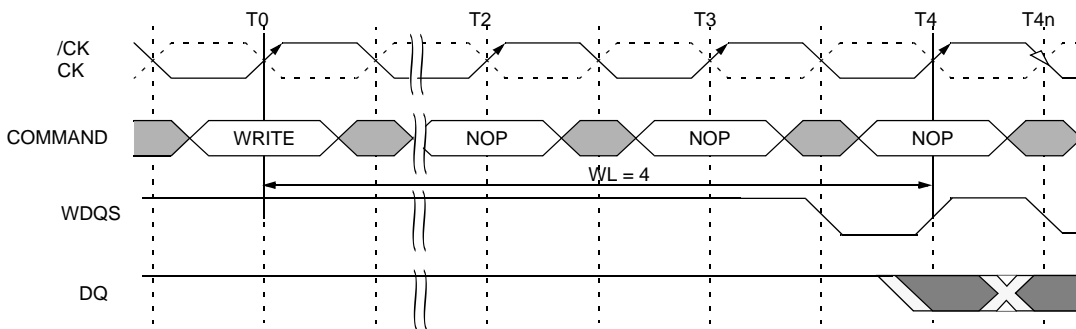 T0 T2 T3 T4 T4n
/CK
CK
COMMAND WRITE NOP NOP NOP
WL = 4
WDQS
DQ